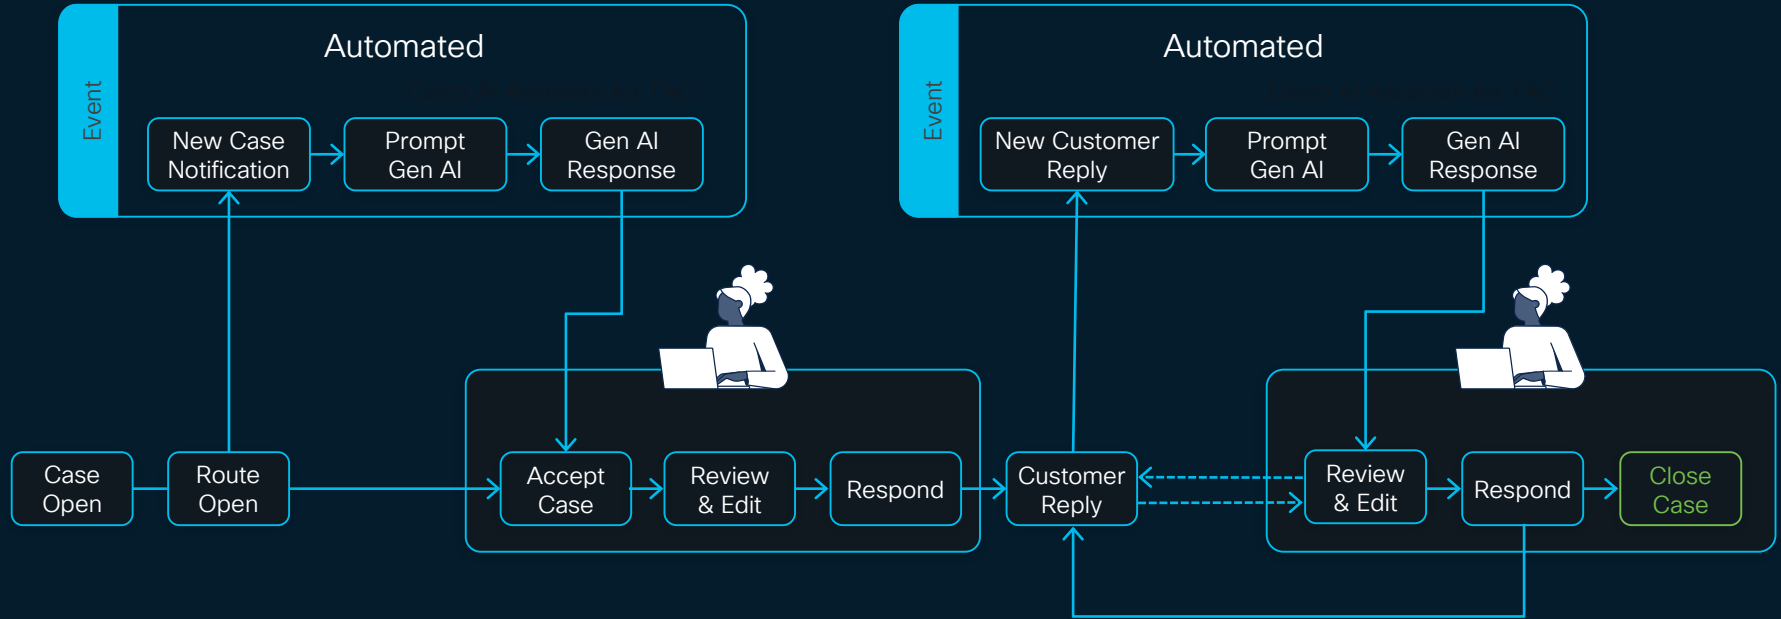 Automated
Event
New Case
Notification
Prompt
Gen AI
Gen AI
Response
Automated
Event
New Customer
Reply
Prompt
Gen AI
Gen AI
Response
Case
Open
Route
Open
Accept
Case
Review
& Edit
Respond
Customer
Reply
Review
& Edit
Respond
Close
Case